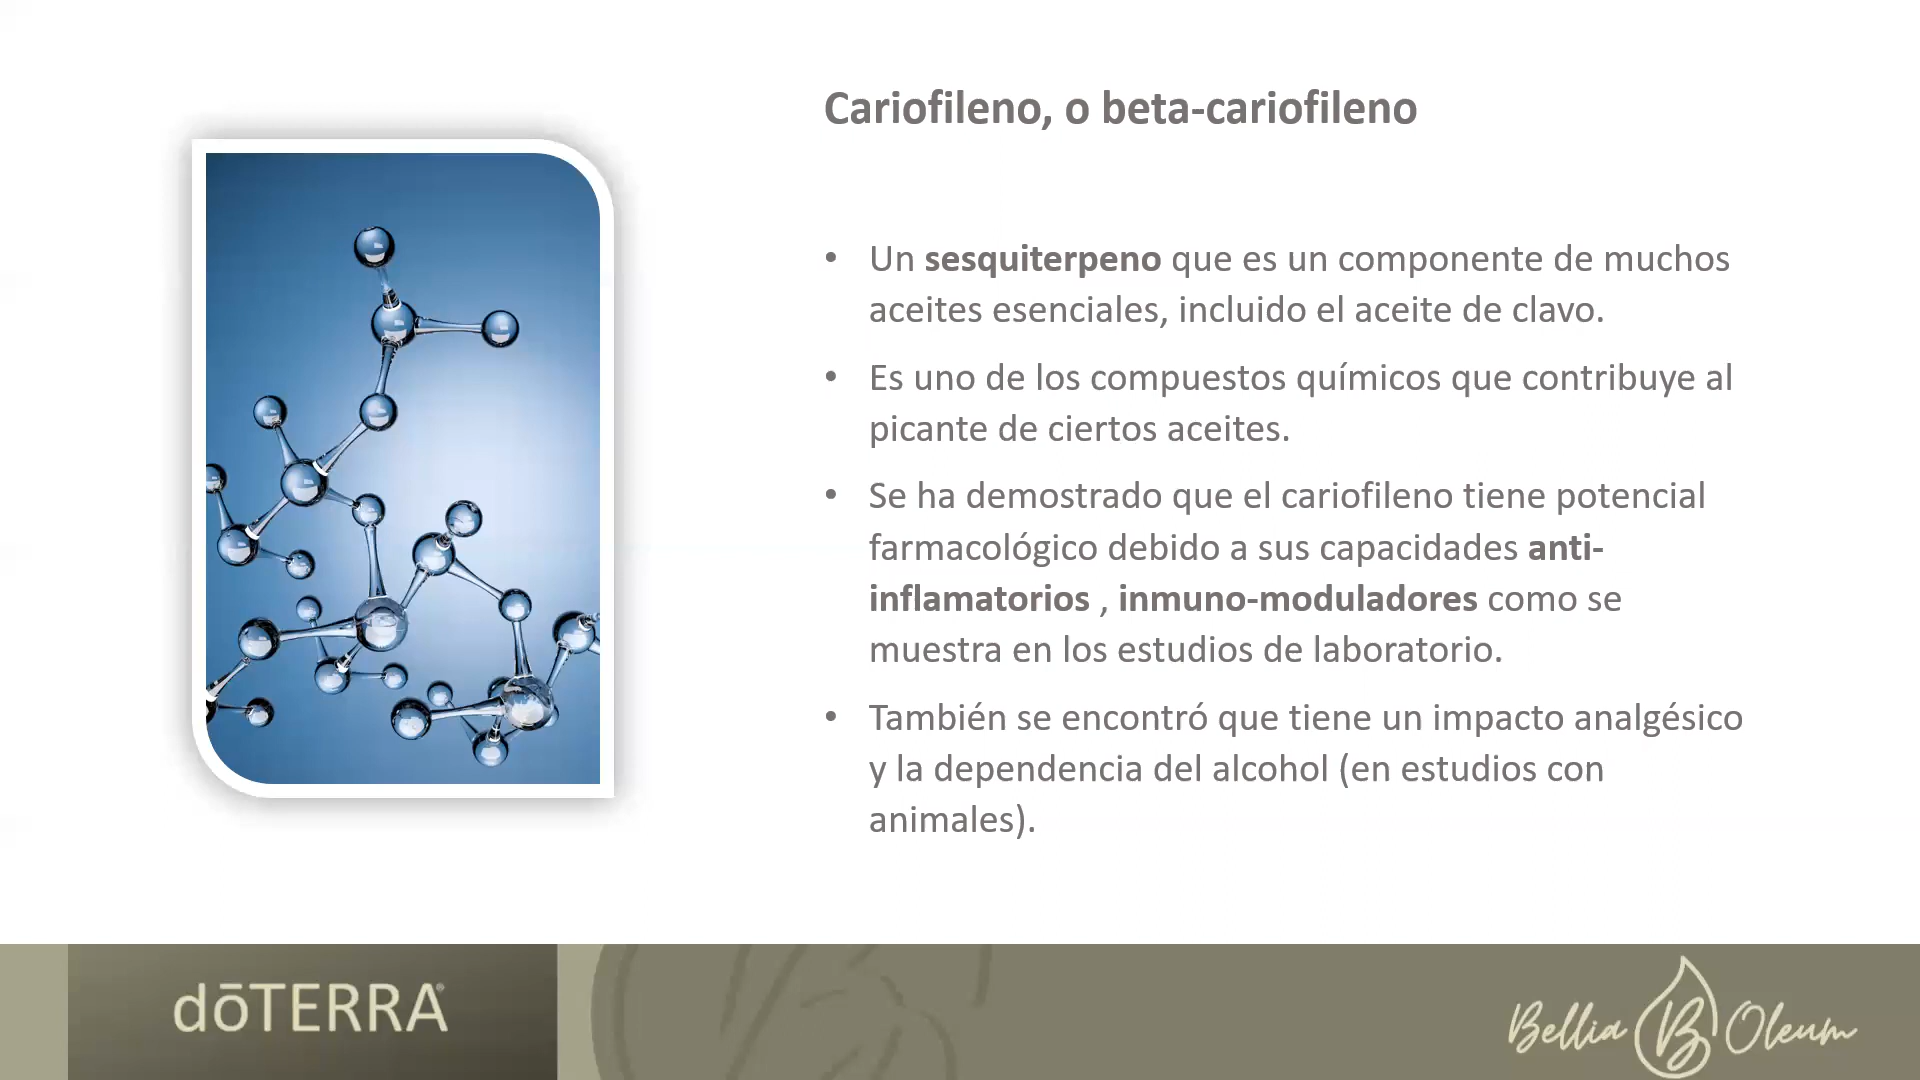 Cariofileno, o beta-cariofileno
• Un sesquiterpeno que es un componente de muchos
aceites esenciales, incluido el aceite de clavo.
• Es uno de los compuestos químicos que contribuye al
picante de ciertos aceites.
• Se ha demostrado que el cariofileno tiene potencial
farmacológico debido a sus capacidades anti-
inflamatorios , inmuno-moduladores como se
muestra en los estudios de laboratorio.
• También se encontró que tiene un impacto analgésico
y la dependencia del alcohol (en estudios con
animales).
dōTERRA®
Bellia B Oleum